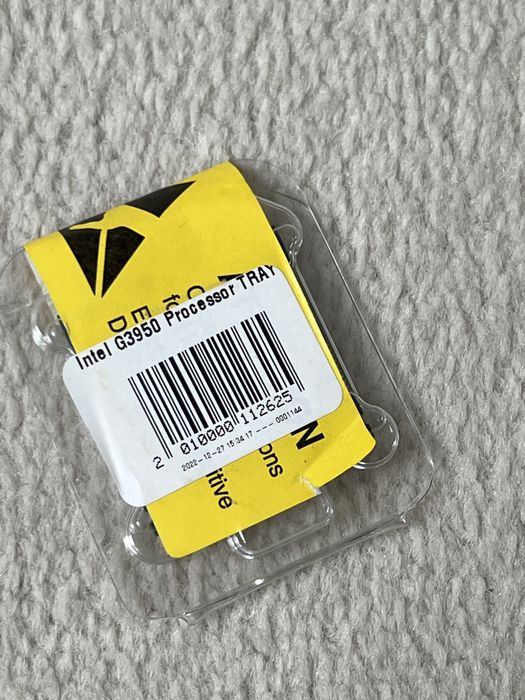 Intel G3950 Processor TRAY
2 010000 112625
2022-12-27 15:34:17 --- 0001144
N
ons
itive